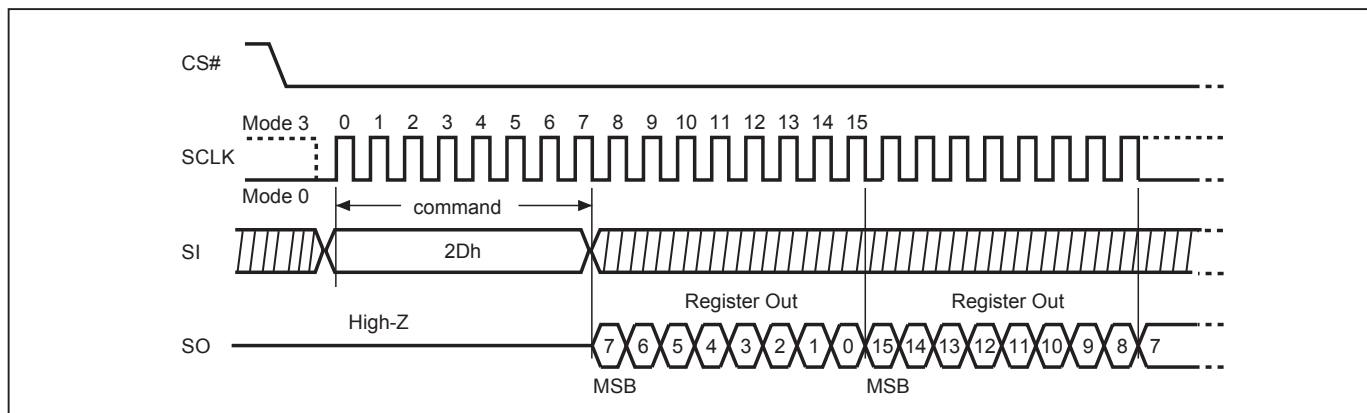 CS#
Mode 3 0 1 2 3 4 5 6 7 8 9 10 11 12 13 14 15
SCLK
Mode 0
command
SI 2Dh
Register Out Register Out
High-Z
SO 7 6 5 4 3 2 1 0 15 14 13 12 11 10 9 8 7
MSB MSB